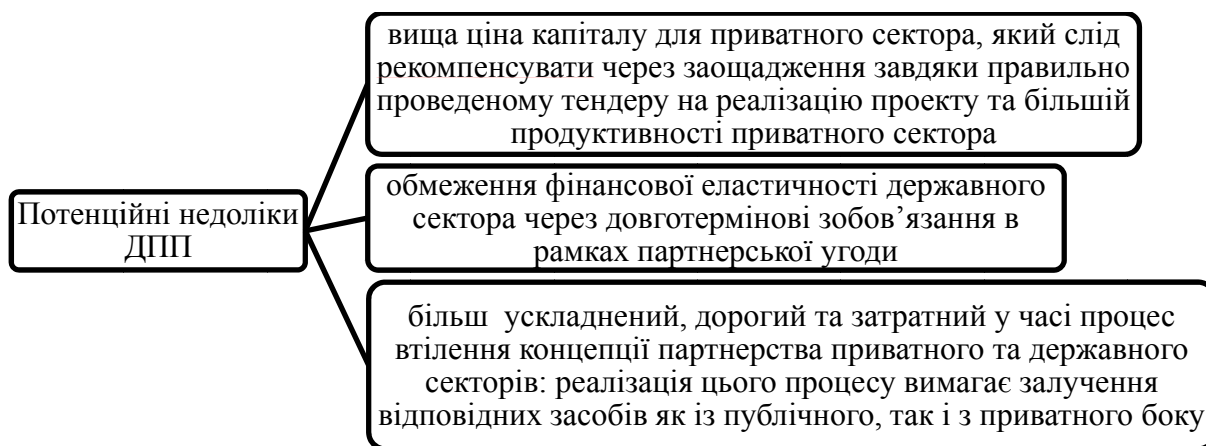 вища ціна капіталу для приватного сектора, який слід
рекомпенсувати через заощадження завдяки правильно
проведеному тендеру на реалізацію проекту та більшій
продуктивності приватного сектора
Потенційні недоліки
ДПП
обмеження фінансової еластичності державного
сектора через довготермінові зобов’язання в
рамках партнерської угоди
більш ускладнений, дорогий та затратний у часі процес
втілення концепції партнерства приватного та державного
секторів: реалізація цього процесу вимагає залучення
відповідних засобів як із публічного, так і з приватного боку